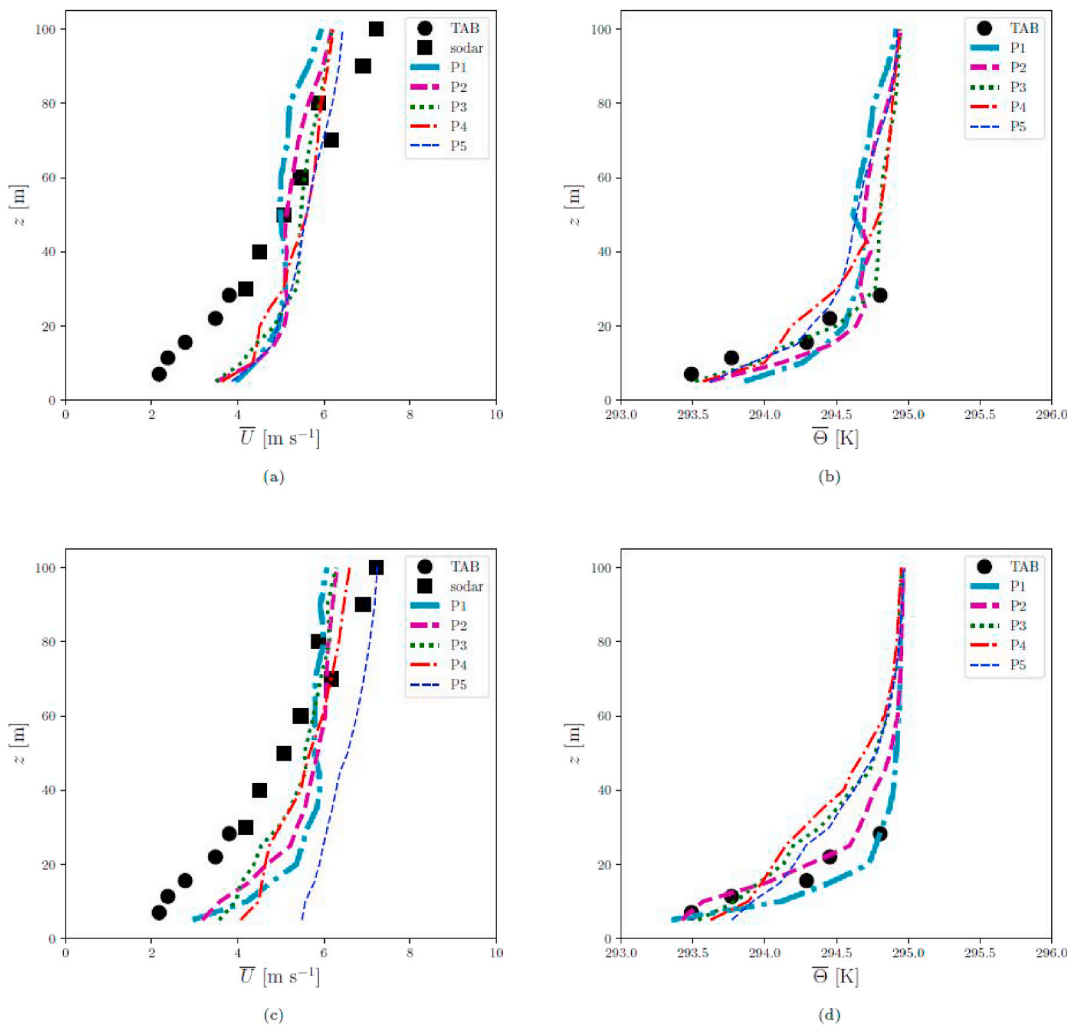 100
80
60
40
20
0
z [m]
0 2 4 6 8 10
U [m s⁻¹]
TAB
sodar
P1
P2
P3
P4
P5
(a)
100
80
60
40
20
0
z [m]
293.0 293.5 294.0 294.5 295.0 295.5 296.0
Θ [K]
TAB
P1
P2
P3
P4
P5
(b)
100
80
60
40
20
0
z [m]
0 2 4 6 8 10
U [m s⁻¹]
TAB
sodar
P1
P2
P3
P4
P5
(c)
100
80
60
40
20
0
z [m]
293.0 293.5 294.0 294.5 295.0 295.5 296.0
Θ [K]
TAB
P1
P2
P3
P4
P5
(d)